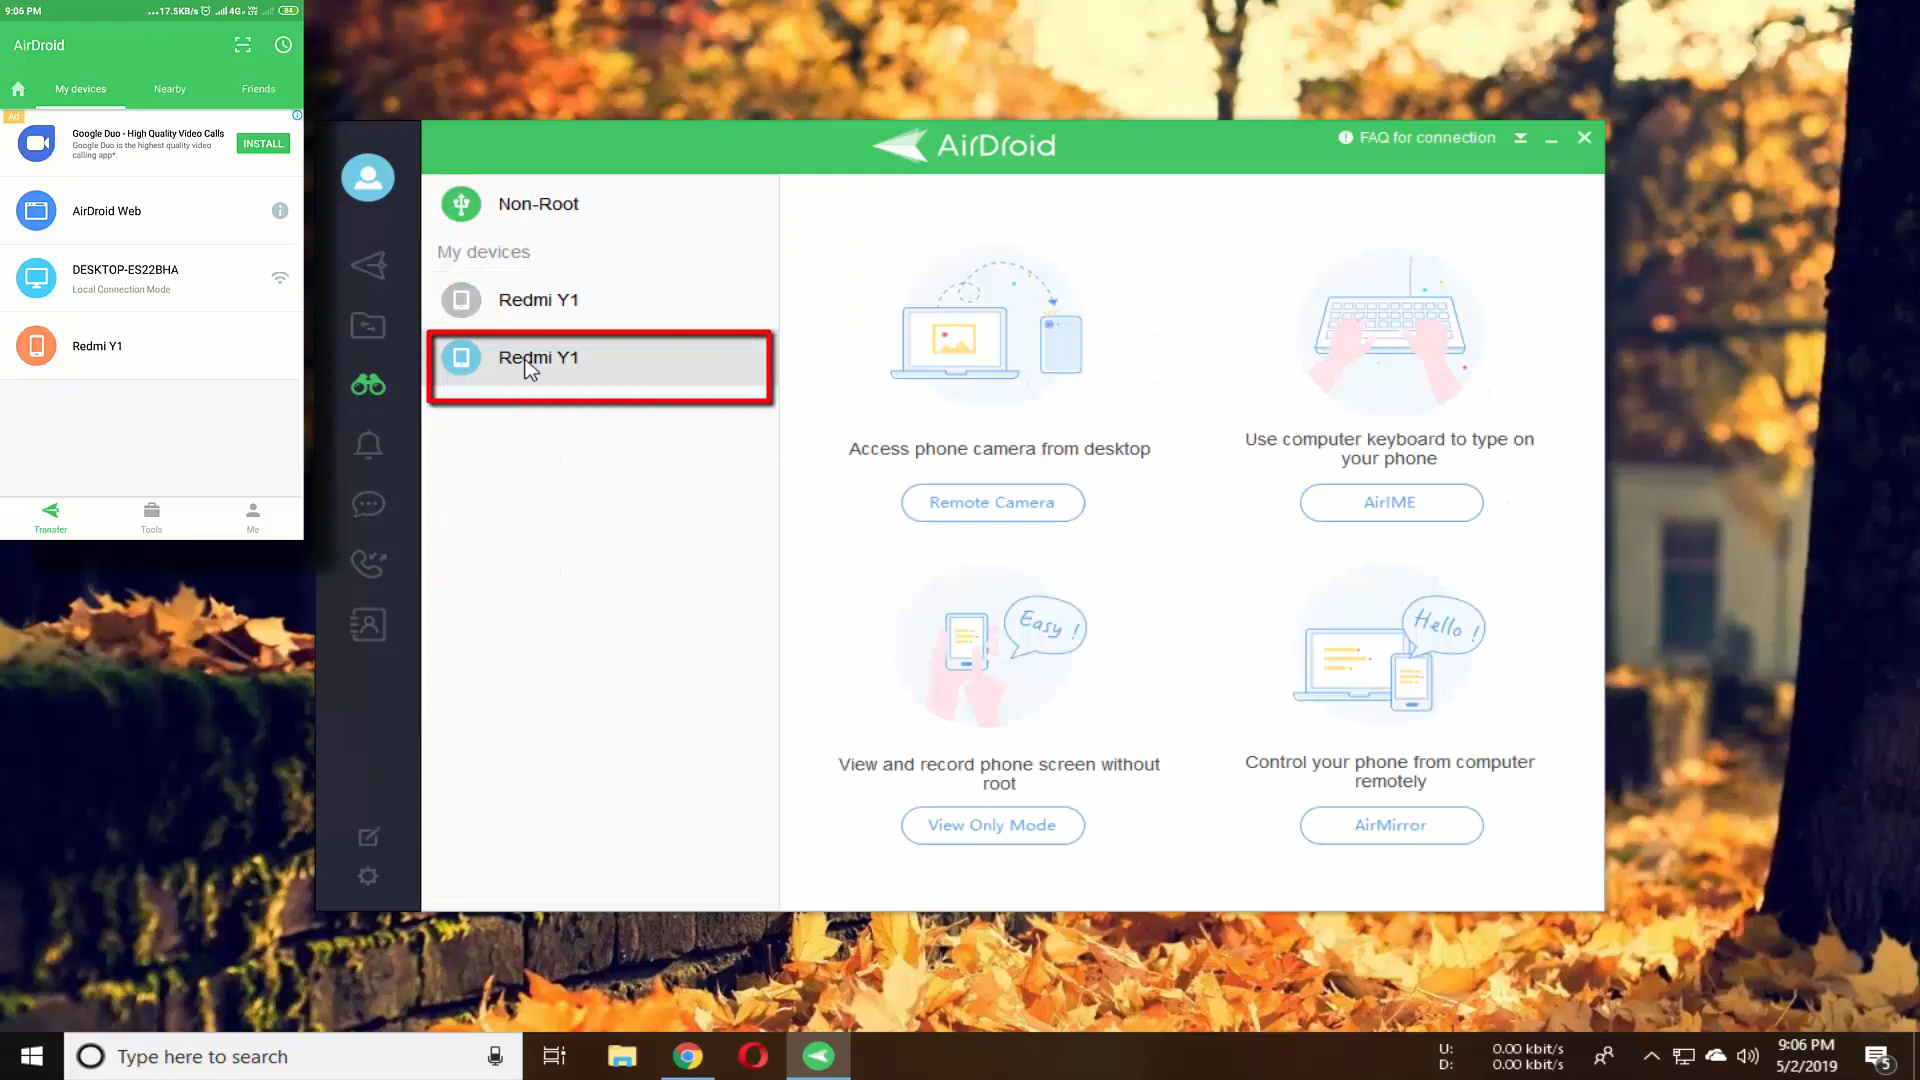 9:06 PM
...17.5KB/s
4G+
VoLTE
84
AirDroid
My devices
Nearby
Friends
Ad
Google Duo - High Quality Video Calls
Google Duo is the highest quality video
calling app*.
INSTALL
AirDroid Web
DESKTOP-ES22BHA
Local Connection Mode
Redmi Y1
Transfer
Tools
Me
AirDroid
FAQ for connection
Non-Root
My devices
Redmi Y1
Redmi Y1
Access phone camera from desktop
Remote Camera
Use computer keyboard to type on
your phone
AirIME
Easy !
View and record phone screen without
root
View Only Mode
Hello !
Control your phone from computer
remotely
AirMirror
Type here to search
U: 0.00 kbit/s
D: 0.00 kbit/s
9:06 PM
5/2/2019
5